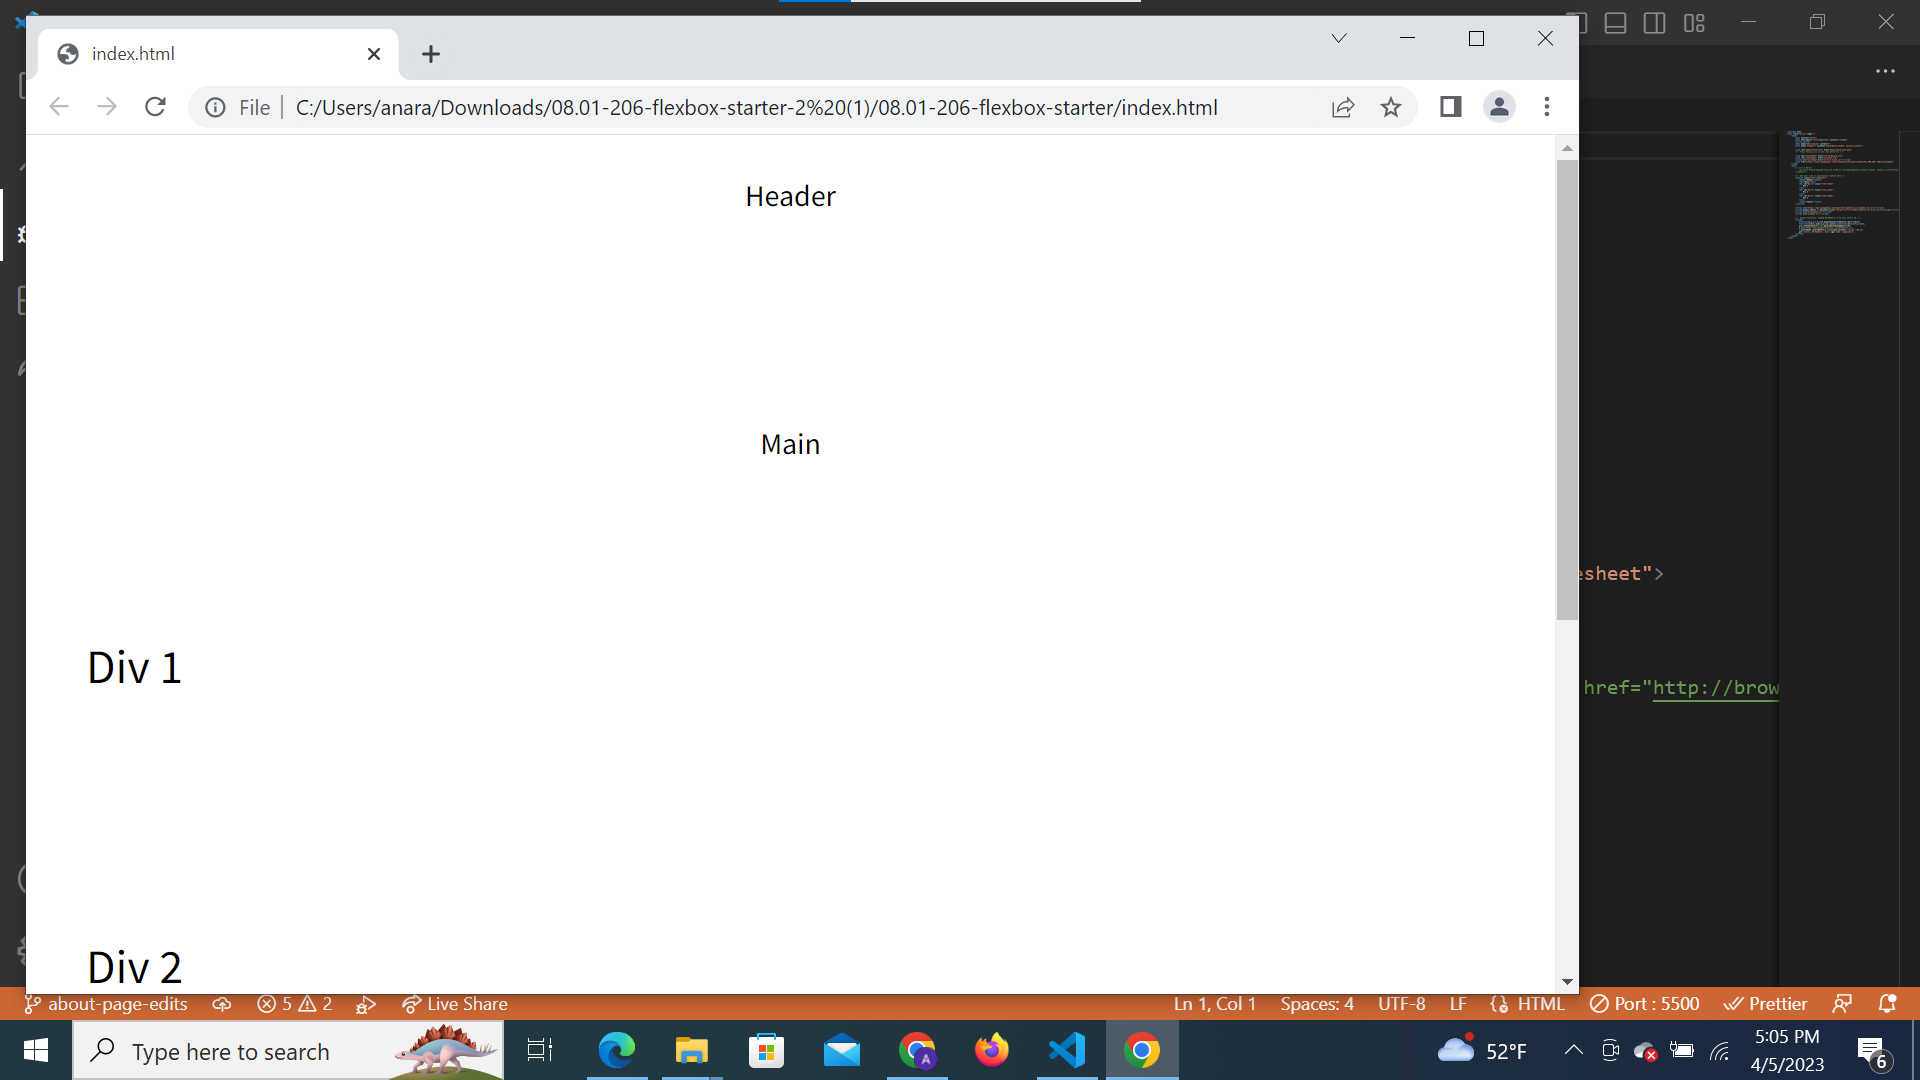 index.html
File
C:/Users/anara/Downloads/08.01-206-flexbox-starter-2%20(1)/08.01-206-flexbox-starter/index.html
Header
Main
Div 1
Div 2
esheet">
href="http://brow
about-page-edits
5
2
Live Share
Ln 1, Col 1
Spaces: 4
UTF-8
LF
HTML
Port : 5500
Prettier
Type here to search
A
52°F
5:05 PM
4/5/2023
6